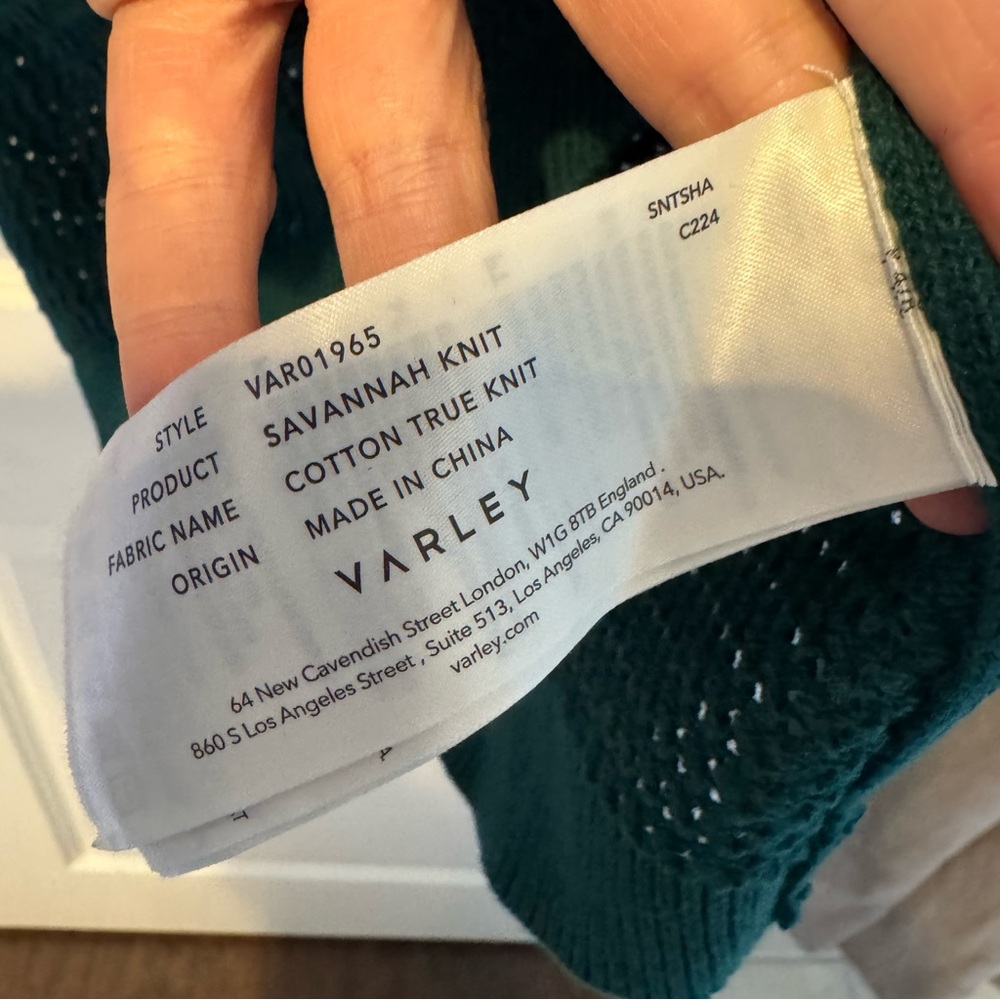 SNTSHA
C224
STYLE VAR01965
PRODUCT SAVANNAH KNIT
FABRIC NAME COTTON TRUE KNIT
ORIGIN MADE IN CHINA
VARLEY
64 New Cavendish Street London, W1G 8TB England .
860 S Los Angeles Street , Suite 513, Los Angeles, CA 90014, USA.
varley.com